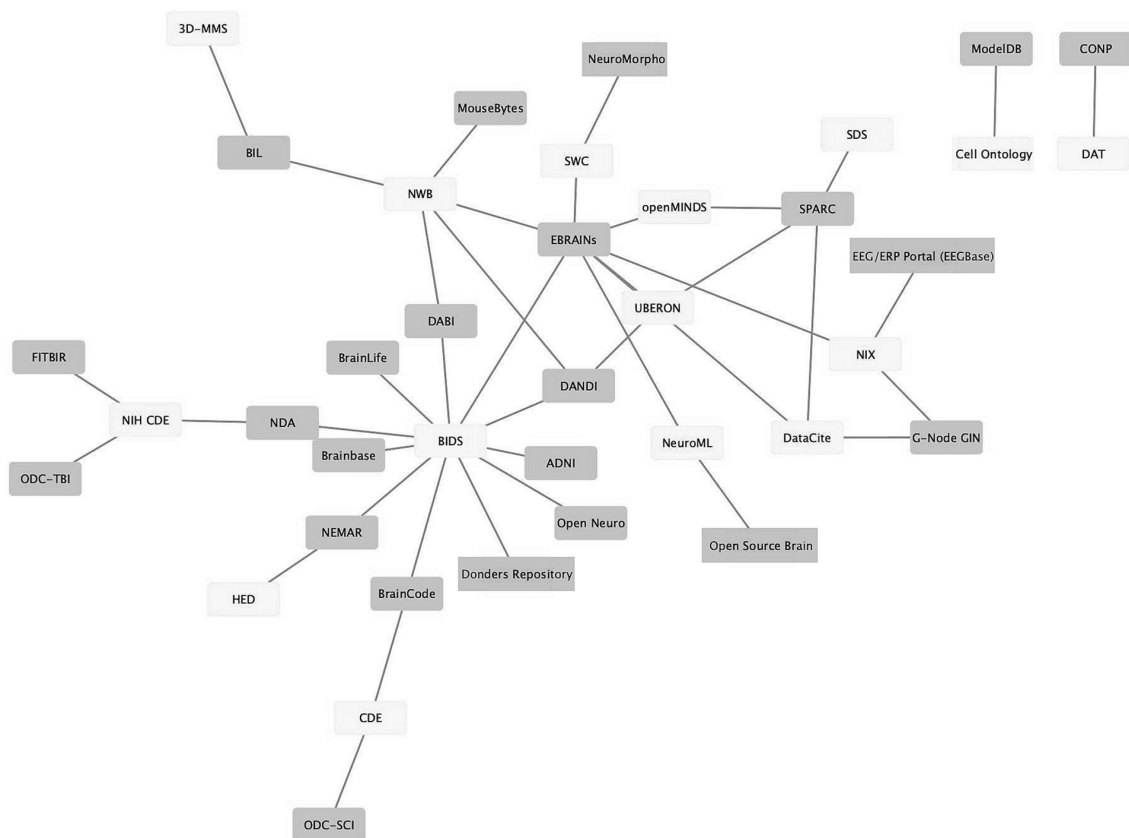 3D-MMS
NeuroMorpho
ModelDB
CONP
MouseBytes
SDS
BIL
SWC
Cell Ontology
DAT
NWB
openMINDS
SPARC
EBRAINs
EEG/ERP Portal (EEGBase)
UBERON
DABI
FITBIR
BrainLife
NIX
DANDI
NIH CDE
NDA
BIDS
NeuroML
DataCite
G-Node GIN
Brainbase
ADNI
ODC-TBI
Open Neuro
NEMAR
Open Source Brain
Donders Repository
HED
BrainCode
CDE
ODC-SCI